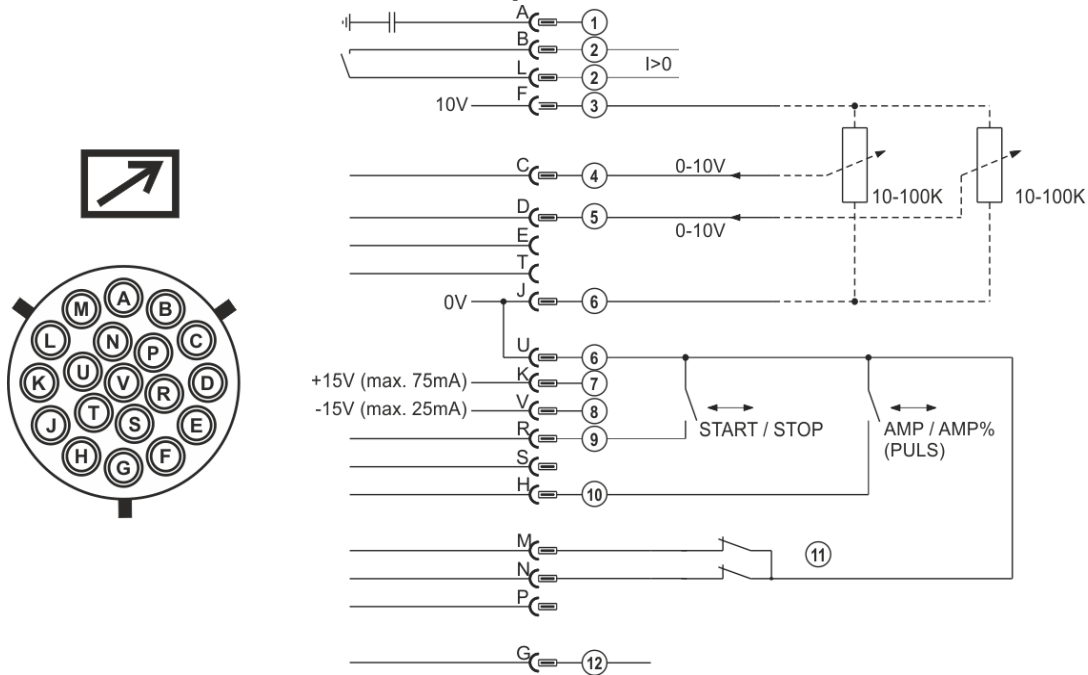 A 1
B 2
L 2 I>0
10V F 3
C 4 0-10V 10-100K 10-100K
D 5 0-10V
E
T
0V J 6
U 6
+15V (max. 75mA) K 7
-15V (max. 25mA) V 8
R 9 START / STOP AMP / AMP%
(PULS)
S
H 10
M 11
N
P
G 12
A
M B
L N P C
K U V R D
J T S E
H G F